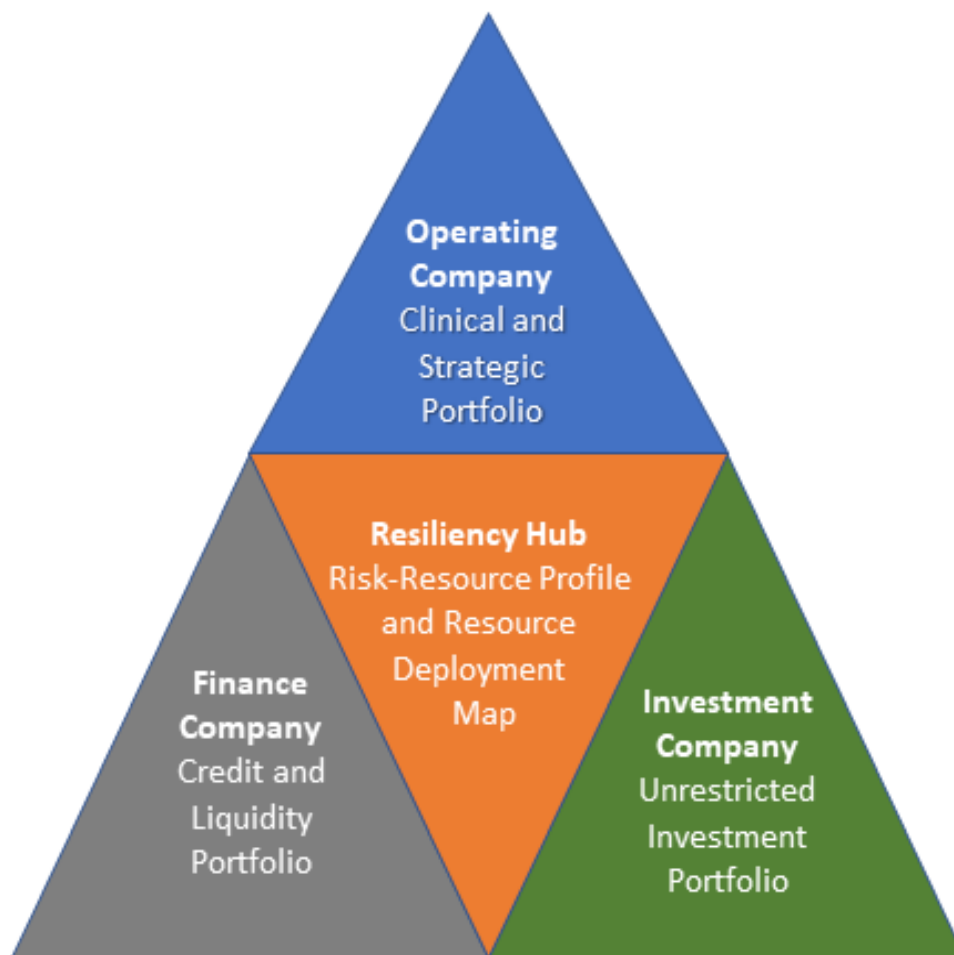 Operating
Company
Clinical and
Strategic
Portfolio
Resiliency Hub
Risk-Resource Profile
and Resource
Deployment
Map
Finance
Company
Credit and
Liquidity
Portfolio
Investment
Company
Unrestricted
Investment
Portfolio